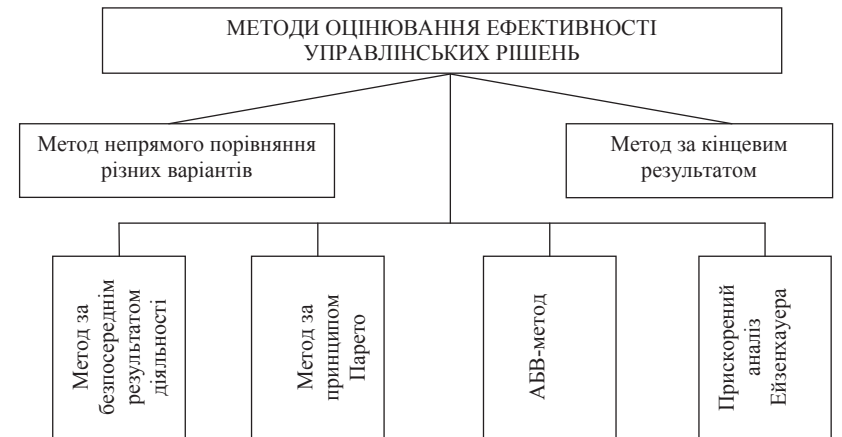 МЕТОДИ ОЦІНЮВАННЯ ЕФЕКТИВНОСТІ
УПРАВЛІНСЬКИХ РІШЕНЬ
Метод непрямого порівняння
різних варіантів
Метод за кінцевим
результатом
Метод за
безпосереднім
результатом
діяльності
Метод за
принципом
Парето
АБВ-метод
Прискорений
аналіз
Ейзенхауера